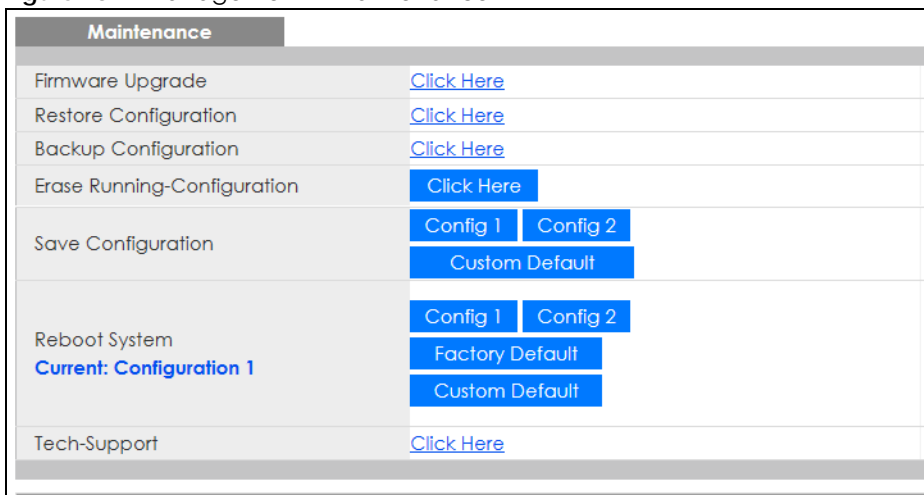 Maintenance
Firmware Upgrade Click Here
Restore Configuration Click Here
Backup Configuration Click Here
Erase Running-Configuration Click Here
Save Configuration Config 1 Config 2
Custom Default
Reboot System Config 1 Config 2
Current: Configuration 1 Factory Default
Custom Default
Tech-Support Click Here